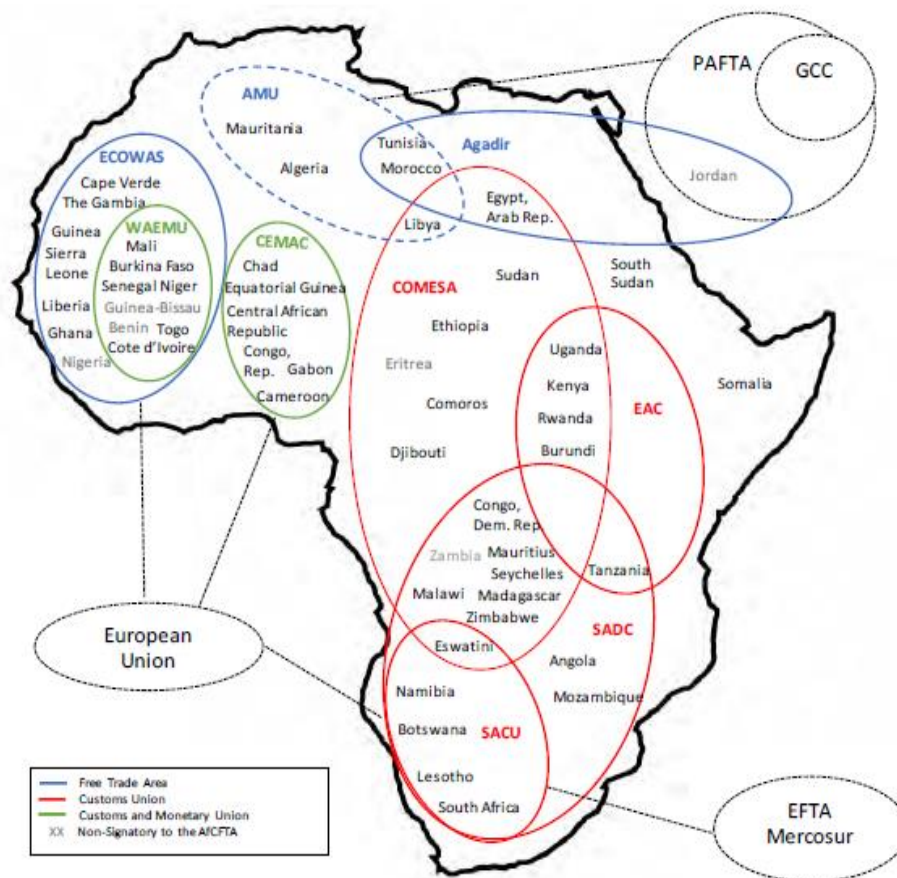 PAFTA
GCC
AMU
Mauritania
Algeria
Tunisia
Morocco
Agadir
Jordan
Egypt,
Arab Rep.
Libya
ECOWAS
Cape Verde
The Gambia
Guinea
Sierra
Leone
Liberia
Ghana
Nigeria
WAEMU
Mali
Burkina Faso
Senegal Niger
Guinea-Bissau
Benin Togo
Cote d'Ivoire
CEMAC
Chad
Equatorial Guinea
Central African
Republic
Congo,
Rep.
Gabon
Cameroon
COMESA
Sudan
South
Sudan
Ethiopia
Eritrea
Comoros
Djibouti
Uganda
Kenya
Rwanda
Burundi
EAC
Somalia
Congo,
Dem. Rep
Zambia
Mauritius
Seychelles
Malawi
Madagascar
Zimbabwe
Tanzania
SADC
Eswatini
Angola
Mozambique
Namibia
Botswana
SACU
Lesotho
South Africa
European
Union
EFTA
Mercosur
Free Trade Area
Customs Union
Customs and Monetary Union
XX Non-Signatory to the AfCFTA